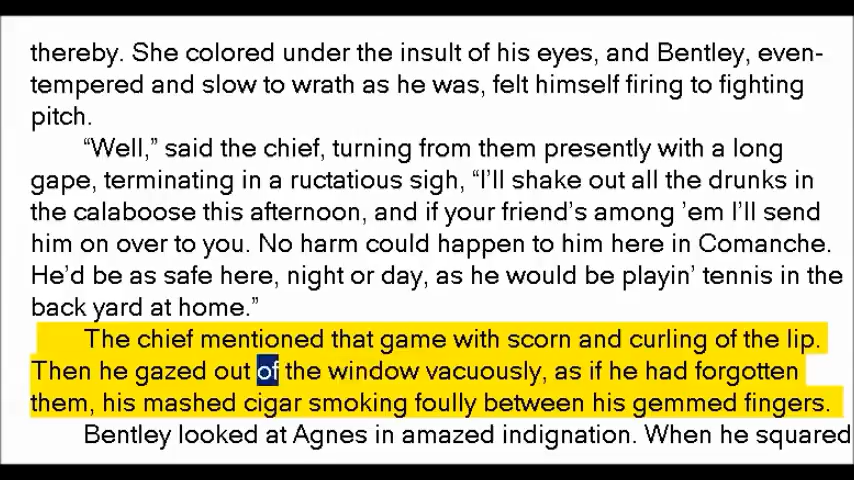 thereby. She colored under the insult of his eyes, and Bentley, even-
tempered and slow to wrath as he was, felt himself firing to fighting
pitch.
“Well,” said the chief, turning from them presently with a long
gape, terminating in a ructatious sigh, “I’ll shake out all the drunks in
the calaboose this afternoon, and if your friend’s among ’em I’ll send
him on over to you. No harm could happen to him here in Comanche.
He’d be as safe here, night or day, as he would be playin’ tennis in the
back yard at home.”
The chief mentioned that game with scorn and curling of the lip.
Then he gazed out of the window vacuously, as if he had forgotten
them, his mashed cigar smoking foully between his gemmed fingers.
Bentley looked at Agnes in amazed indignation. When he squared